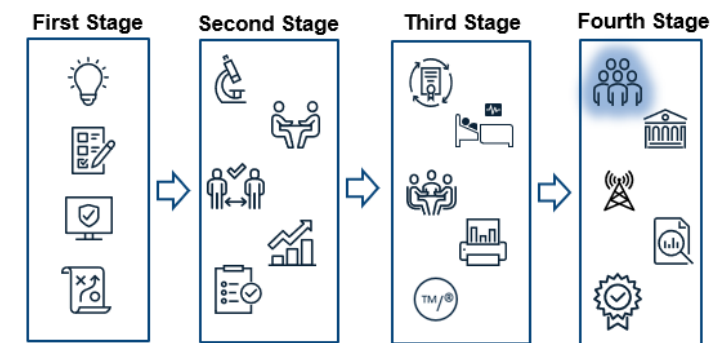 First Stage
Second Stage
Third Stage
Fourth Stage
TM/®